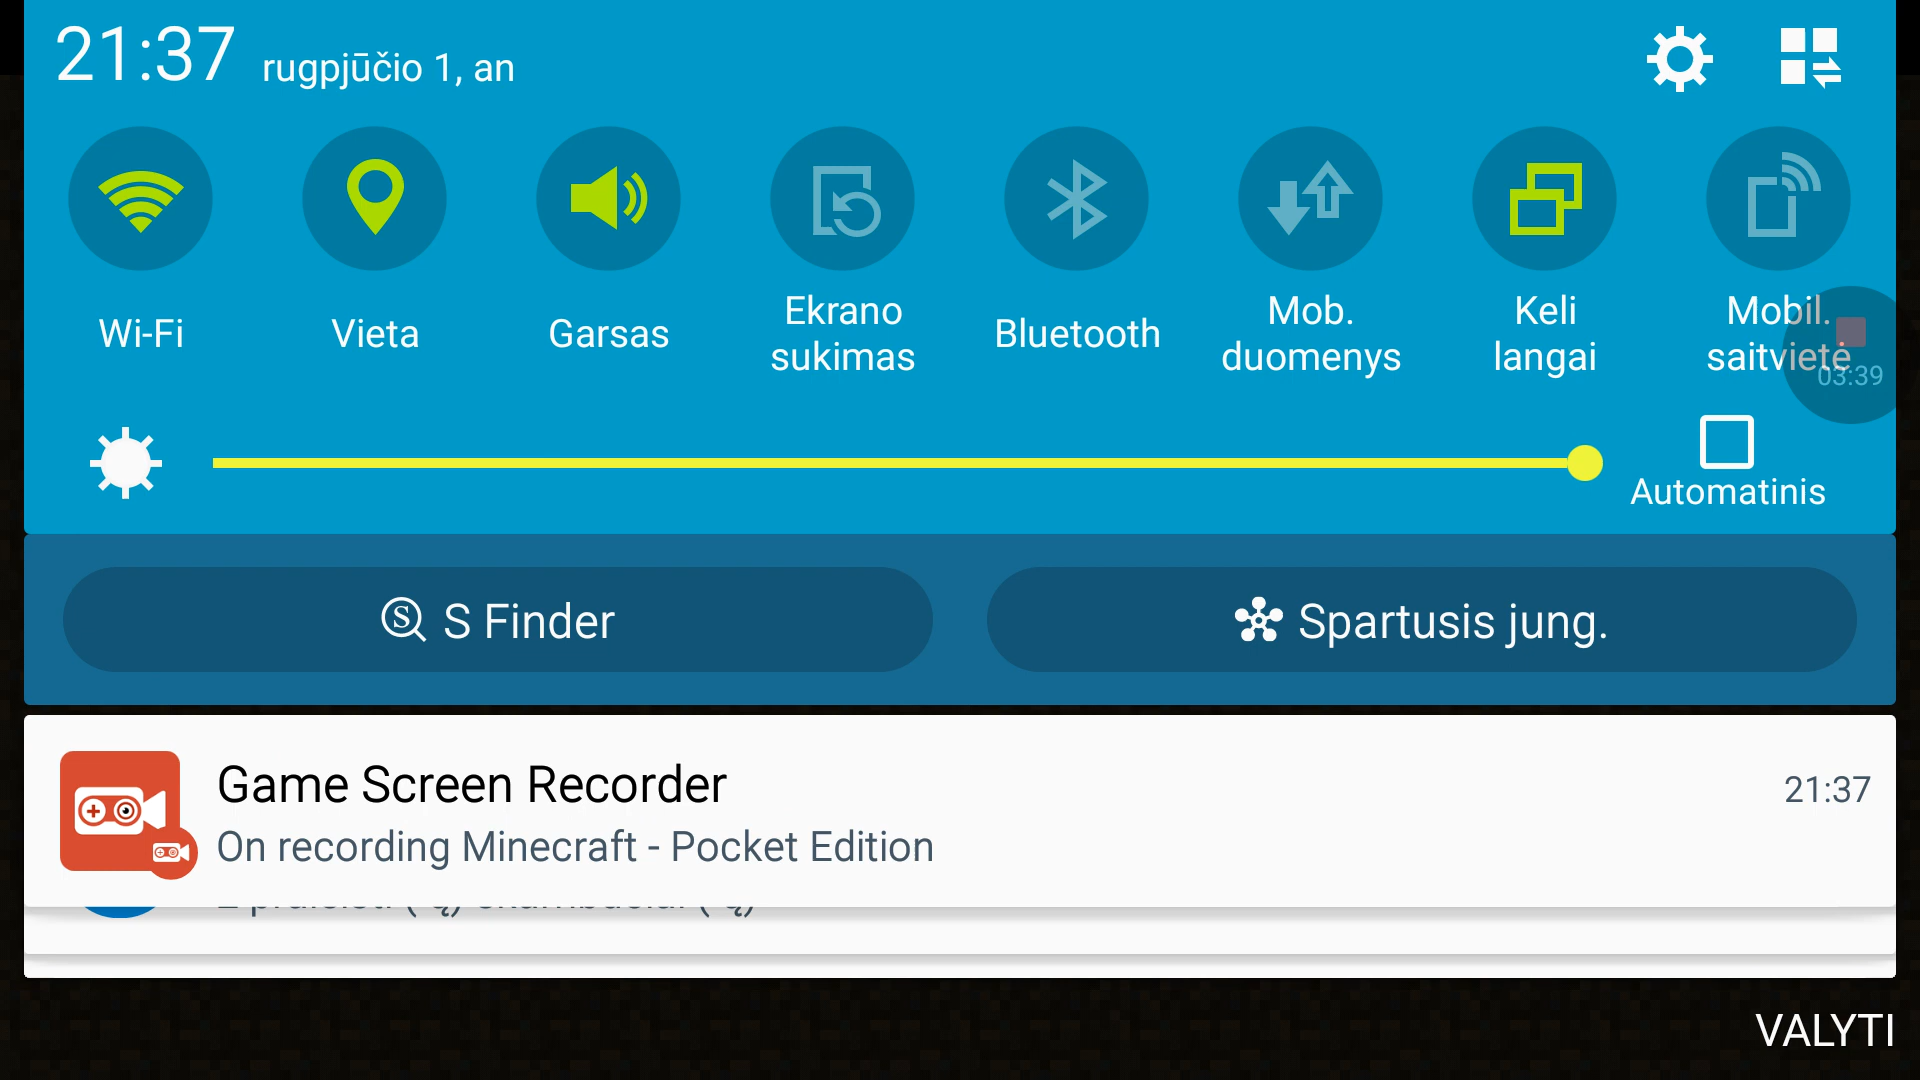 21:37 rugpjūčio 1, an
Wi-Fi
Vieta
Garsas
Ekrano
sukimas
Bluetooth
Mob.
duomenys
Keli
langai
Mobil.
saitvietė
03:39
Automatinis
S Finder
Spartusis jung.
Game Screen Recorder
21:37
On recording Minecraft - Pocket Edition
VALYTI